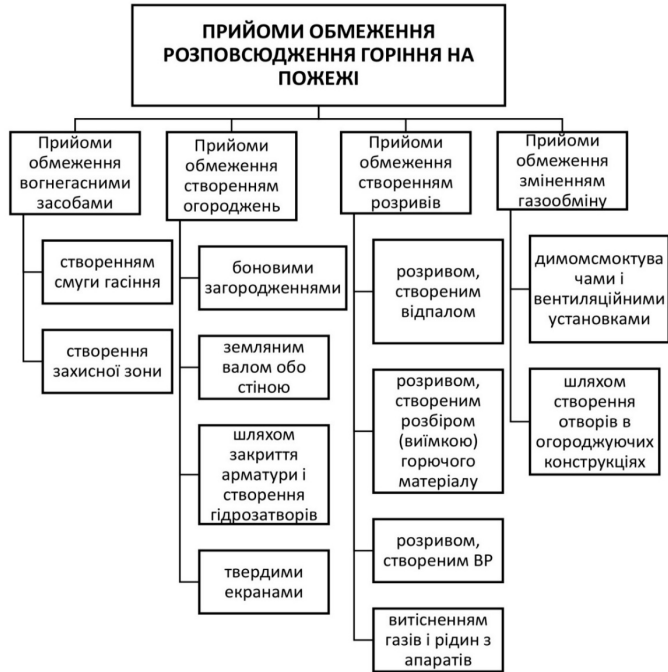 ПРИЙОМИ ОБМЕЖЕННЯ
РОЗПОВСЮДЖЕННЯ ГОРІННЯ НА
ПОЖЕЖІ
Прийоми
обмеження
вогнегасними
засобами
створенням
смуги гасіння
створення
захисної зони
Прийоми
обмеження
створенням
огороджень
боновими
загородженнями
земляним
валом обо
стіною
шляхом
закриття
арматури і
створення
гідрозатворів
твердими
екранами
Прийоми
обмеження
створенням
розривів
розривом,
створеним
відпалом
розривом,
створеним
розбіром
(виїмкою)
горючого
матеріалу
розривом,
створеним ВР
витісненням
газів і рідин з
апаратів
Прийоми
обмеження
зміненням
газообміну
димомсмоктува
чами і
вентиляційними
установками
шляхом
створення
отворів в
огороджуючих
конструкціях